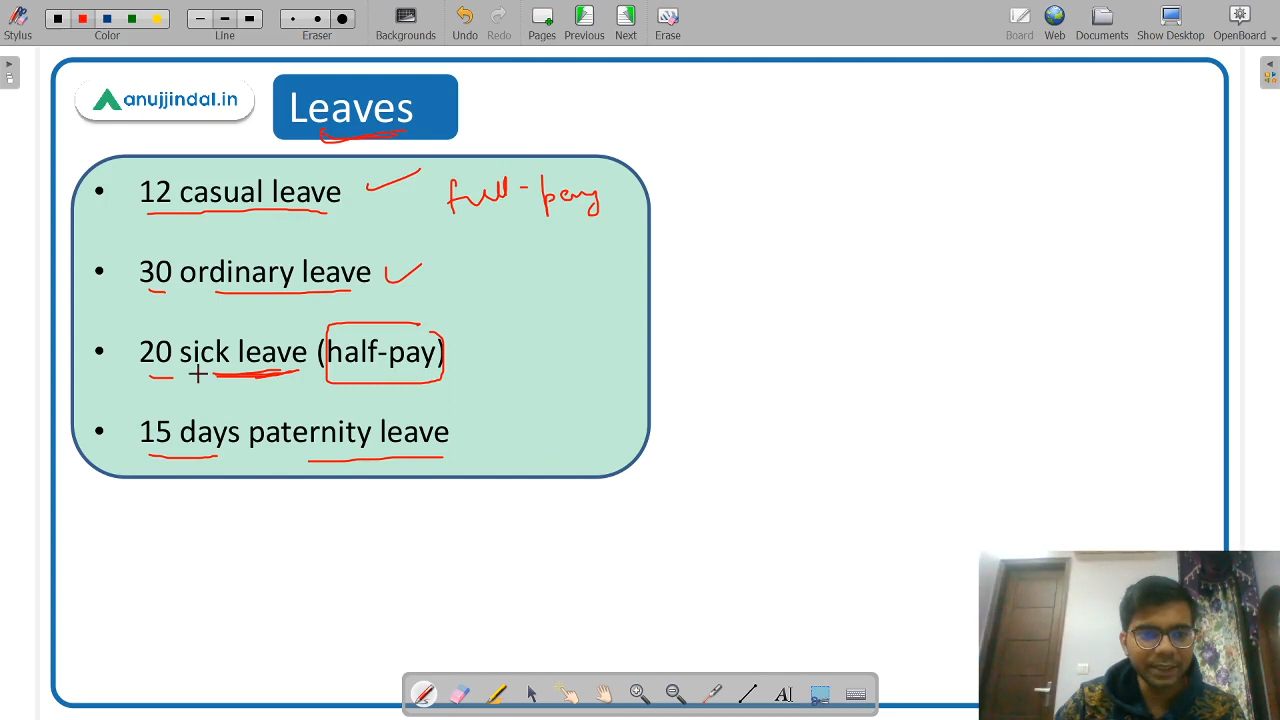 Stylus
Color
Line
Eraser
Backgrounds
Undo
Redo
Pages
Previous
Next
Erase
Board
Web
Documents
Show Desktop
OpenBoard
anujjindal.in
Leaves
• 12 casual leave full-pay
• 30 ordinary leave
• 20 sick leave (half-pay)
• 15 days paternity leave